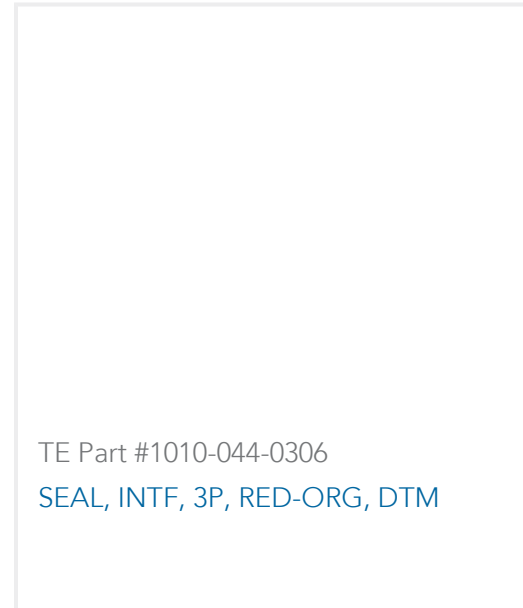 TE Part #1010-044-0306
SEAL, INTF, 3P, RED-ORG, DTM